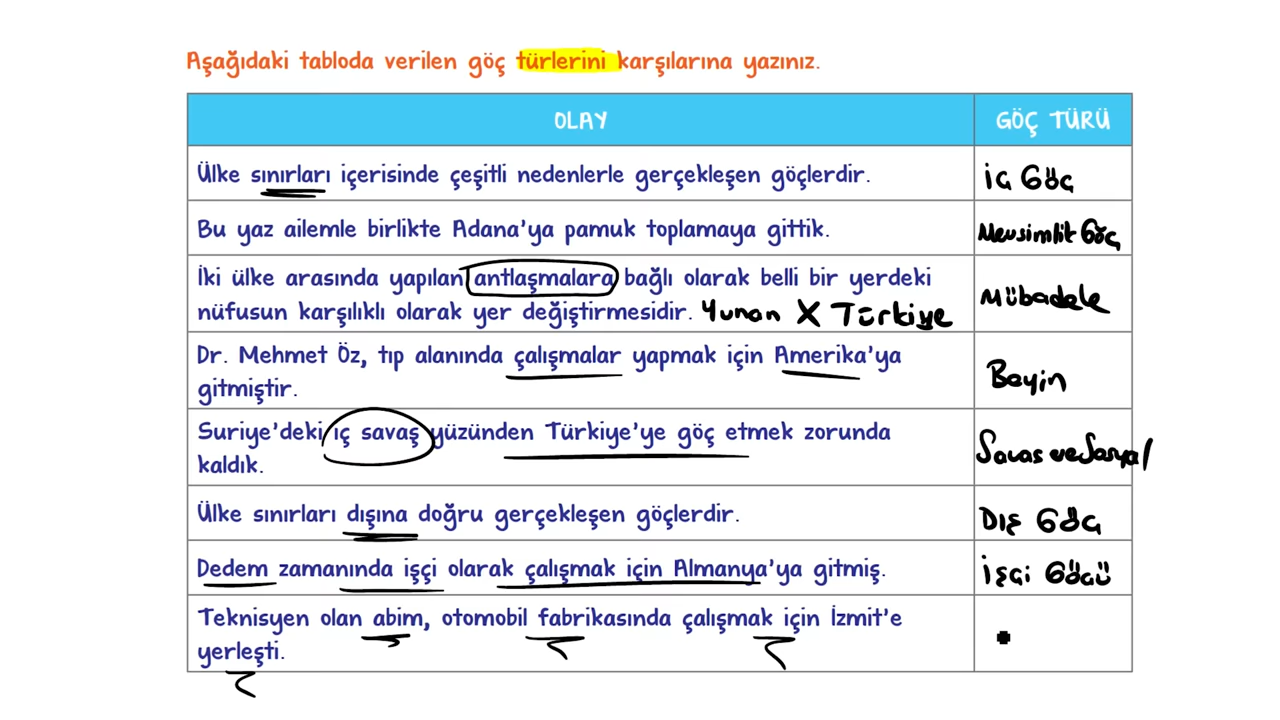 Aşağıdaki tabloda verilen göç türlerini karşılarına yazınız.
OLAY GÖÇ TÜRÜ
Ülke sınırları içerisinde çeşitli nedenlerle gerçekleşen göçlerdir. İç Göç
Bu yaz ailemle birlikte Adana'ya pamuk toplamaya gittik. Mevsimlik Göç
İki ülke arasında yapılan antlaşmalara bağlı olarak belli bir yerdeki
nüfusun karşılıklı olarak yer değiştirmesidir. Yunan X Türkiye Mübadele
Dr. Mehmet Öz, tıp alanında çalışmalar yapmak için Amerika'ya
gitmiştir. Beyin
Suriye'deki iç savaş yüzünden Türkiye'ye göç etmek zorunda
kaldık. Savas ve Sosyal
Ülke sınırları dışına doğru gerçekleşen göçlerdir. Dış Göç
Dedem zamanında işçi olarak çalışmak için Almanya'ya gitmiş. İşçi Göcü
Teknisyen olan abim, otomobil fabrikasında çalışmak için İzmit'e
yerleşti.